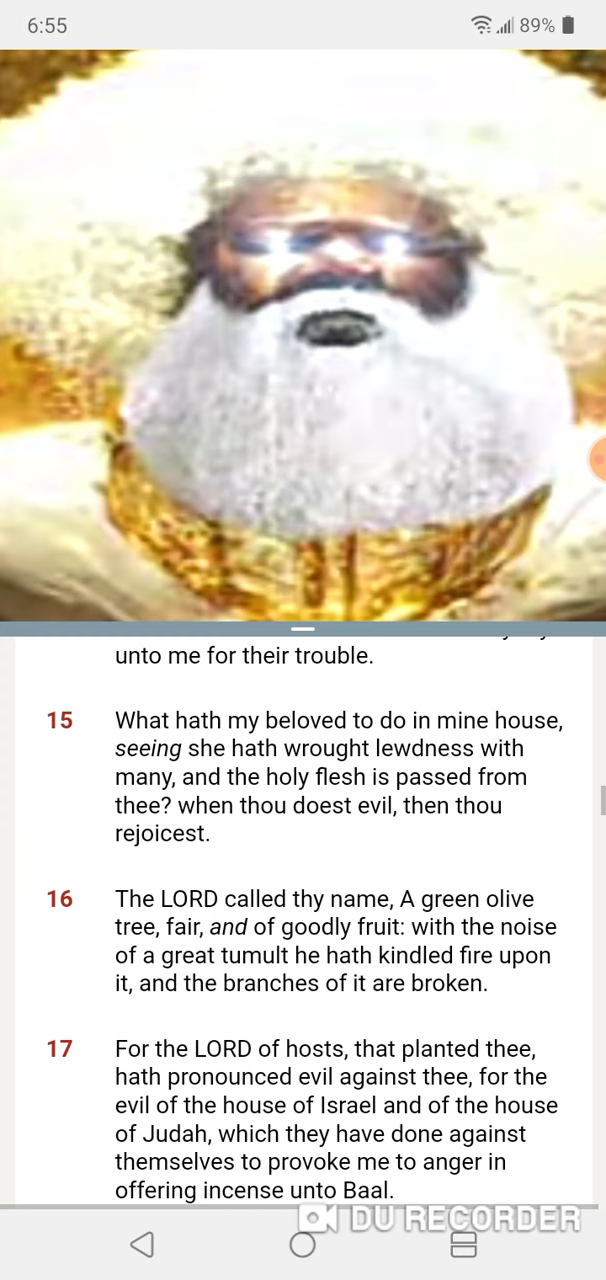 6:55 89%
unto me for their trouble.
15 What hath my beloved to do in mine house,
seeing she hath wrought lewdness with
many, and the holy flesh is passed from
thee? when thou doest evil, then thou
rejoicest.
16 The LORD called thy name, A green olive
tree, fair, and of goodly fruit: with the noise
of a great tumult he hath kindled fire upon
it, and the branches of it are broken.
17 For the LORD of hosts, that planted thee,
hath pronounced evil against thee, for the
evil of the house of Israel and of the house
of Judah, which they have done against
themselves to provoke me to anger in
offering incense unto Baal.
DU RECORDER